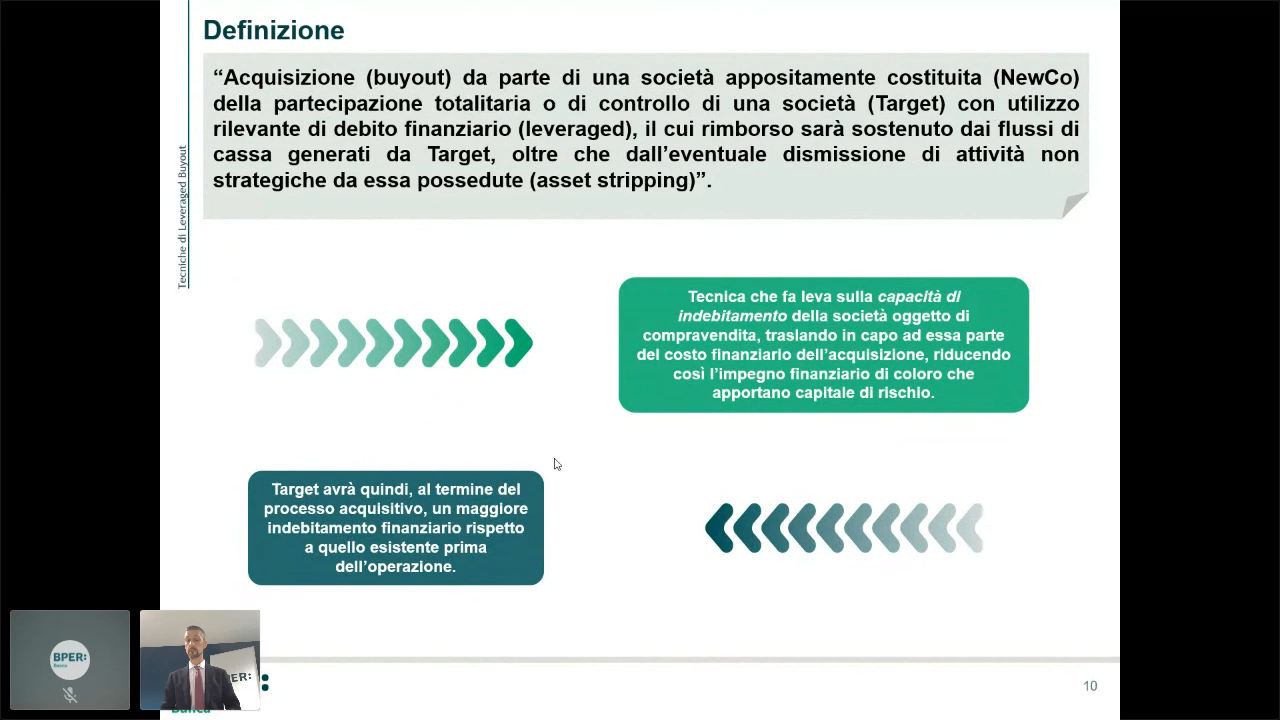 Definizione
“Acquisizione (buyout) da parte di una società appositamente costituita (NewCo)
della partecipazione totalitaria o di controllo di una società (Target) con utilizzo
rilevante di debito finanziario (leveraged), il cui rimborso sarà sostenuto dai flussi di
cassa generati da Target, oltre che dall’eventuale dismissione di attività non
strategiche da essa possedute (asset stripping)”.
Tecniche di Leveraged Buyout
Tecnica che fa leva sulla capacità di
indebitamento della società oggetto di
compravendita, traslando in capo ad essa parte
del costo finanziario dell’acquisizione, riducendo
così l’impegno finanziario di coloro che
apportano capitale di rischio.
Target avrà quindi, al termine del
processo acquisitivo, un maggiore
indebitamento finanziario rispetto
a quello esistente prima
dell’operazione.
BPER:
Banca
PER:
Banca
10